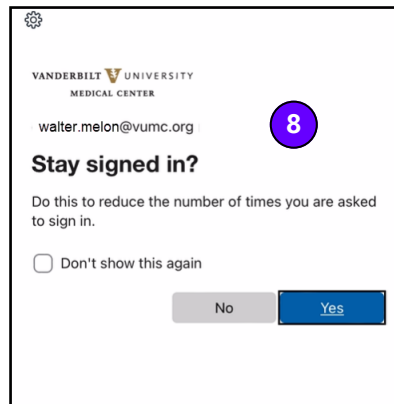 VANDERBILT V UNIVERSITY
MEDICAL CENTER
walter.melon@vumc.org
8
Stay signed in?
Do this to reduce the number of times you are asked
to sign in.
Don't show this again
No Yes